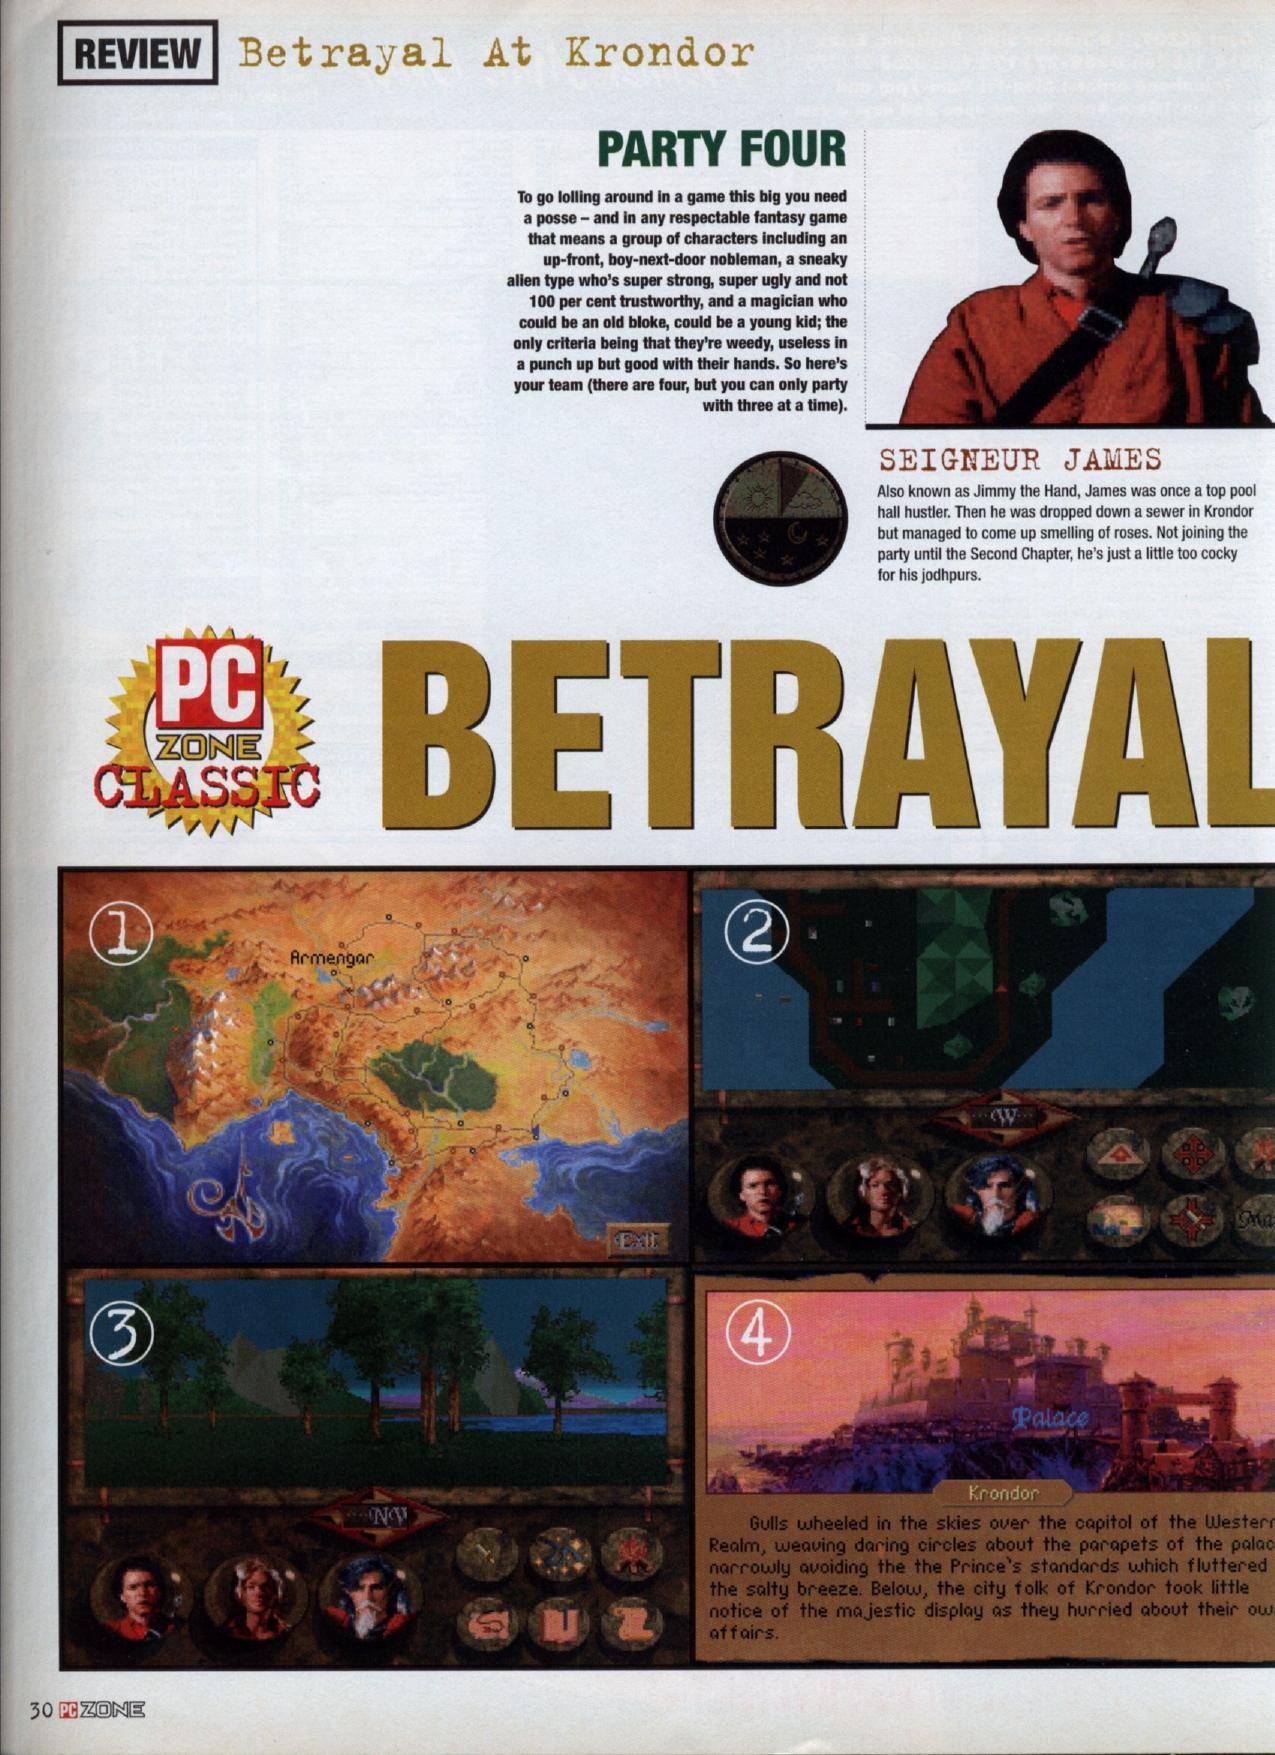 REVIEW Betrayal At Krondor
PARTY FOUR
To go lolling around in a game this big you need
a posse – and in any respectable fantasy game
that means a group of characters including an
up-front, boy-next-door nobleman, a sneaky
alien type who's super strong, super ugly and not
100 per cent trustworthy, and a magician who
could be an old bloke, could be a young kid; the
only criteria being that they're weedy, useless in
a punch up but good with their hands. So here's
your team (there are four, but you can only party
with three at a time).
SEIGNEUR JAMES
Also known as Jimmy the Hand, James was once a top pool
hall hustler. Then he was dropped down a sewer in Krondor
but managed to come up smelling of roses. Not joining the
party until the Second Chapter, he's just a little too cocky
for his jodhpurs.
PC
ZONE
CLASSIC
BETRAYAL
1
Armengar
N
EXIT
2
W
3
NW
4
Palace
Krondor
Gulls wheeled in the skies over the capitol of the Western
Realm, weaving daring circles about the parapets of the palac
narrowly avoiding the the Prince's standards which fluttered
the salty breeze. Below, the city folk of Krondor took little
notice of the majestic display as they hurried about their ow
affairs.
30 PC ZONE